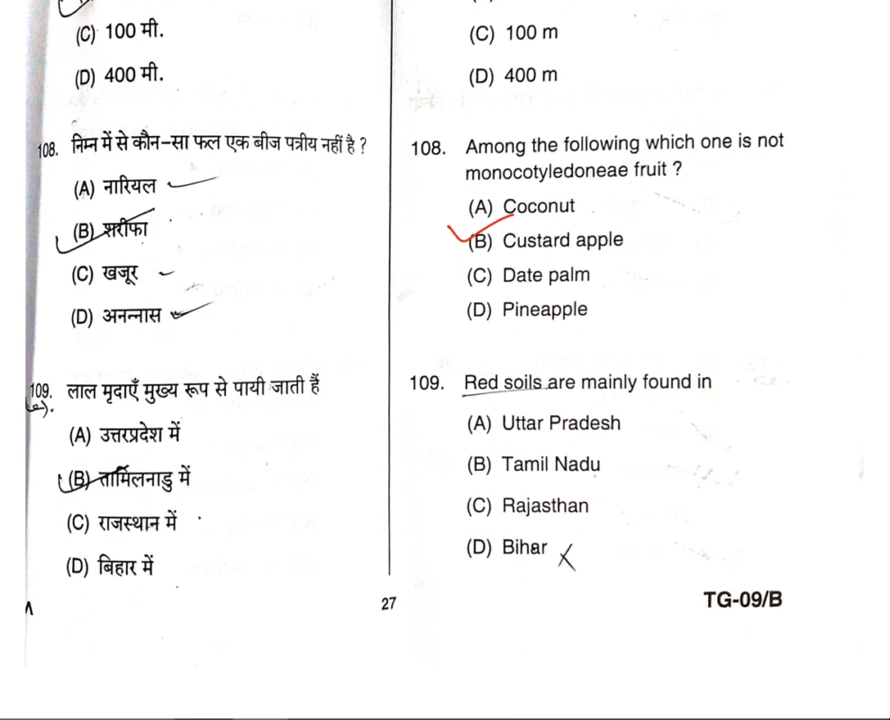 (C) 100 मी.
(D) 400 मी.
108. निम्न में से कौन-सा फल एक बीज पत्रीय नहीं है ?
(A) नारियल
(B) शरीफा
(C) खजूर
(D) अनन्नास
109. लाल मृदाएँ मुख्य रूप से पायी जाती हैं
(A) उत्तरप्रदेश में
(B) तामिलनाडु में
(C) राजस्थान में
(D) बिहार में
(C) 100 m
(D) 400 m
108. Among the following which one is not
monocotyledoneae fruit ?
(A) Coconut
(B) Custard apple
(C) Date palm
(D) Pineapple
109. Red soils are mainly found in
(A) Uttar Pradesh
(B) Tamil Nadu
(C) Rajasthan
(D) Bihar
27
TG-09/B